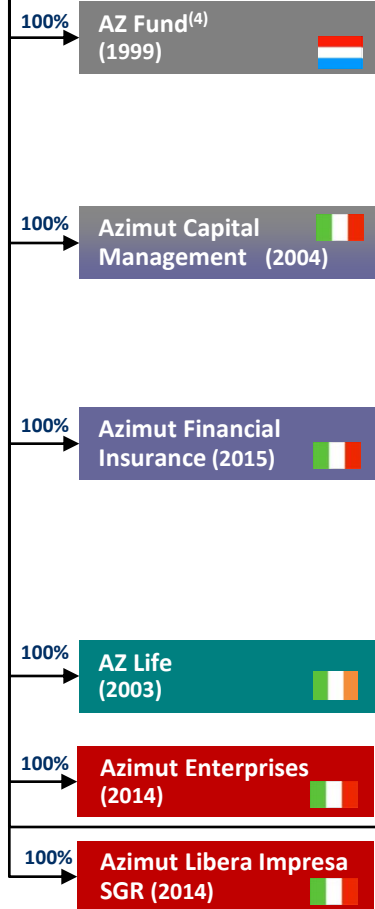 100%
AZ Fund(4)
(1999)
100%
Azimut Capital
Management (2004)
100%
Azimut Financial
Insurance (2015)
100%
AZ Life
(2003)
100%
Azimut Enterprises
(2014)
100%
Azimut Libera Impresa
SGR (2014)